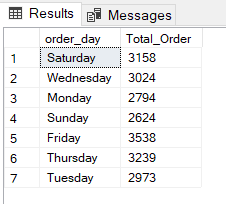 Results Messages
order_day Total_Order
1 Saturday 3158
2 Wednesday 3024
3 Monday 2794
4 Sunday 2624
5 Friday 3538
6 Thursday 3239
7 Tuesday 2973